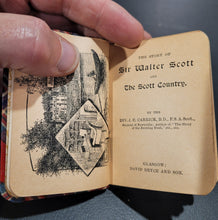 THE STORY OF
Sir Walter Scott
AND
The Scott Country.
BY THE
REV. J. C. CARRICK, B.D., F.S.A. Scot.,
GLASGOW:
DAVID BRYCE AND SON.